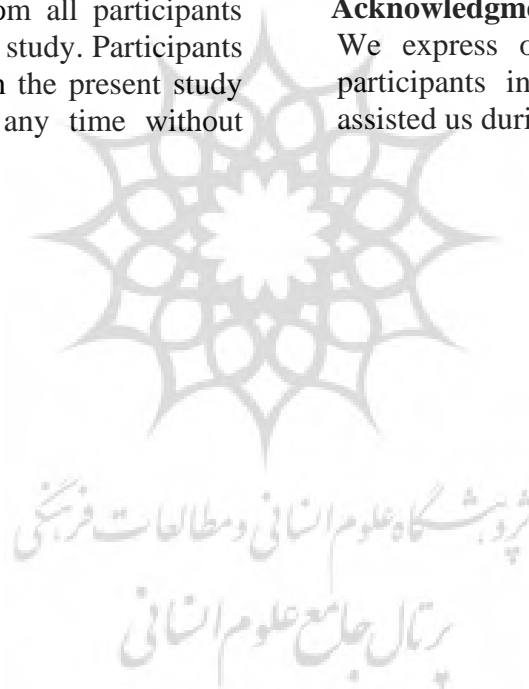 om all participants
study. Participants
the present study
any time without
Acknowledgme
We express o
participants in
assisted us duri
پژوهشگاه علوم انسانی و مطالعات فرهنگی
پرتال جامع علوم انسانی